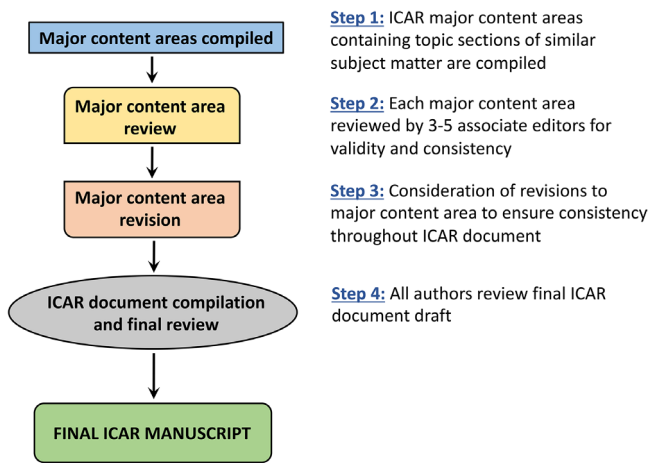 Major content areas compiled
Step 1: ICAR major content areas
containing topic sections of similar
subject matter are compiled
Major content area
review
Step 2: Each major content area
reviewed by 3-5 associate editors for
validity and consistency
Major content area
revision
Step 3: Consideration of revisions to
major content area to ensure consistency
throughout ICAR document
ICAR document compilation
and final review
Step 4: All authors review final ICAR
document draft
FINAL ICAR MANUSCRIPT